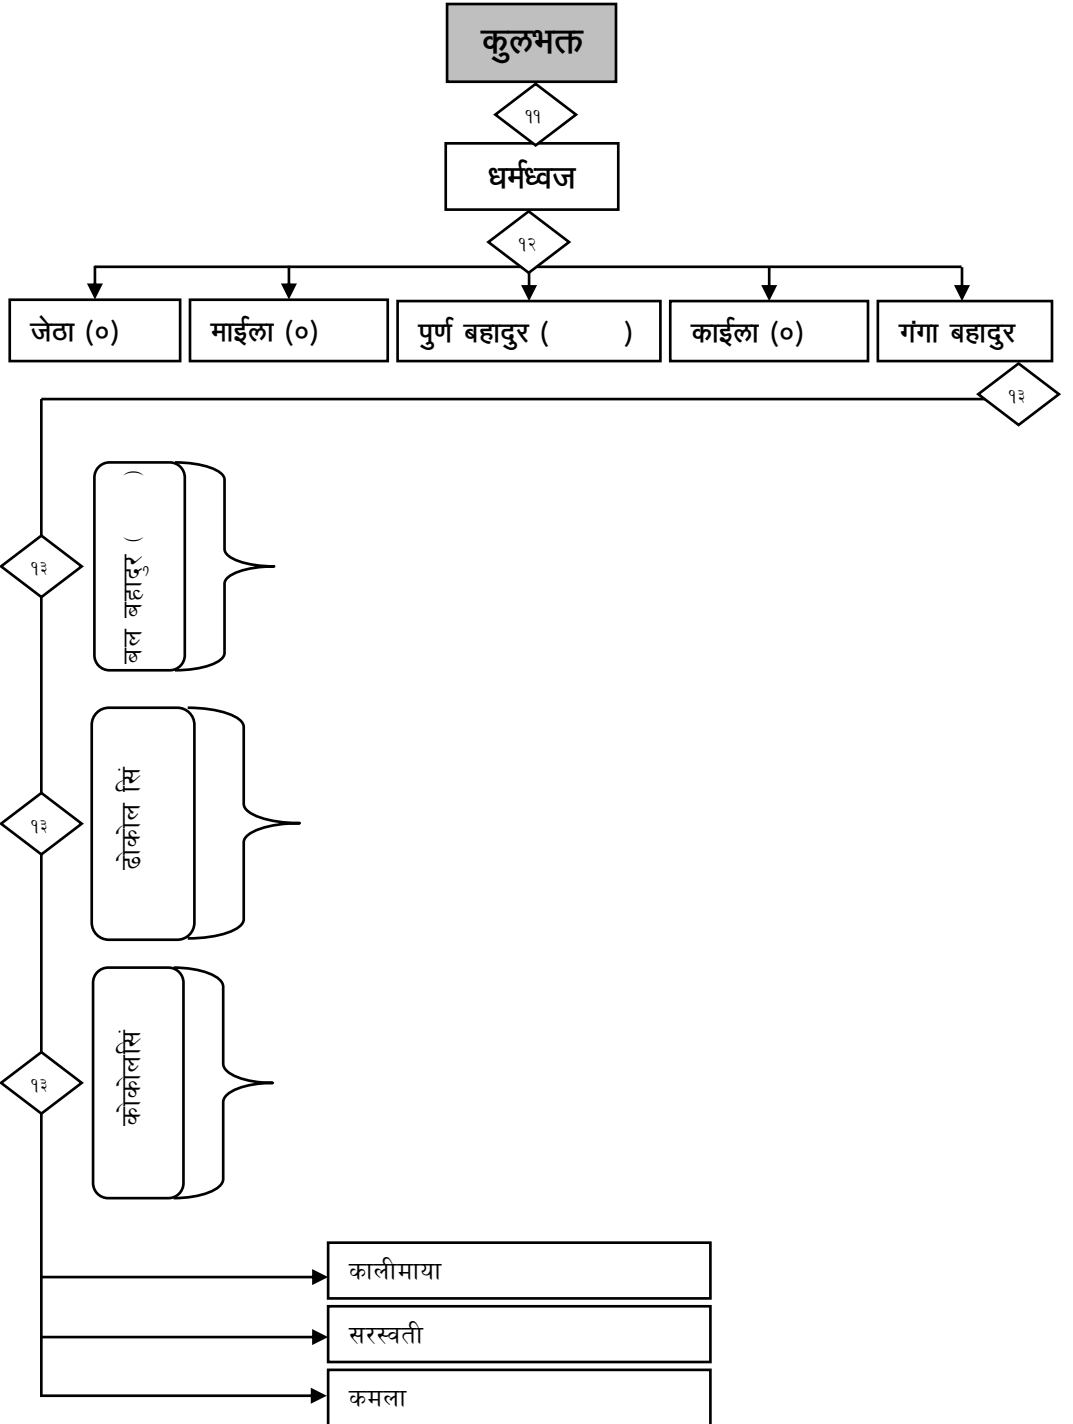 कुलभक्त
११
धर्मध्वज
१२
जेठा (०)
माईला (०)
पुर्ण बहादुर ( )
काईला (०)
गंगा बहादुर
१३
१३
बल बहादुर ( )
१३
ढोकोल सिं
१३
कोकोलसिं
कालीमाया
सरस्वती
कमला